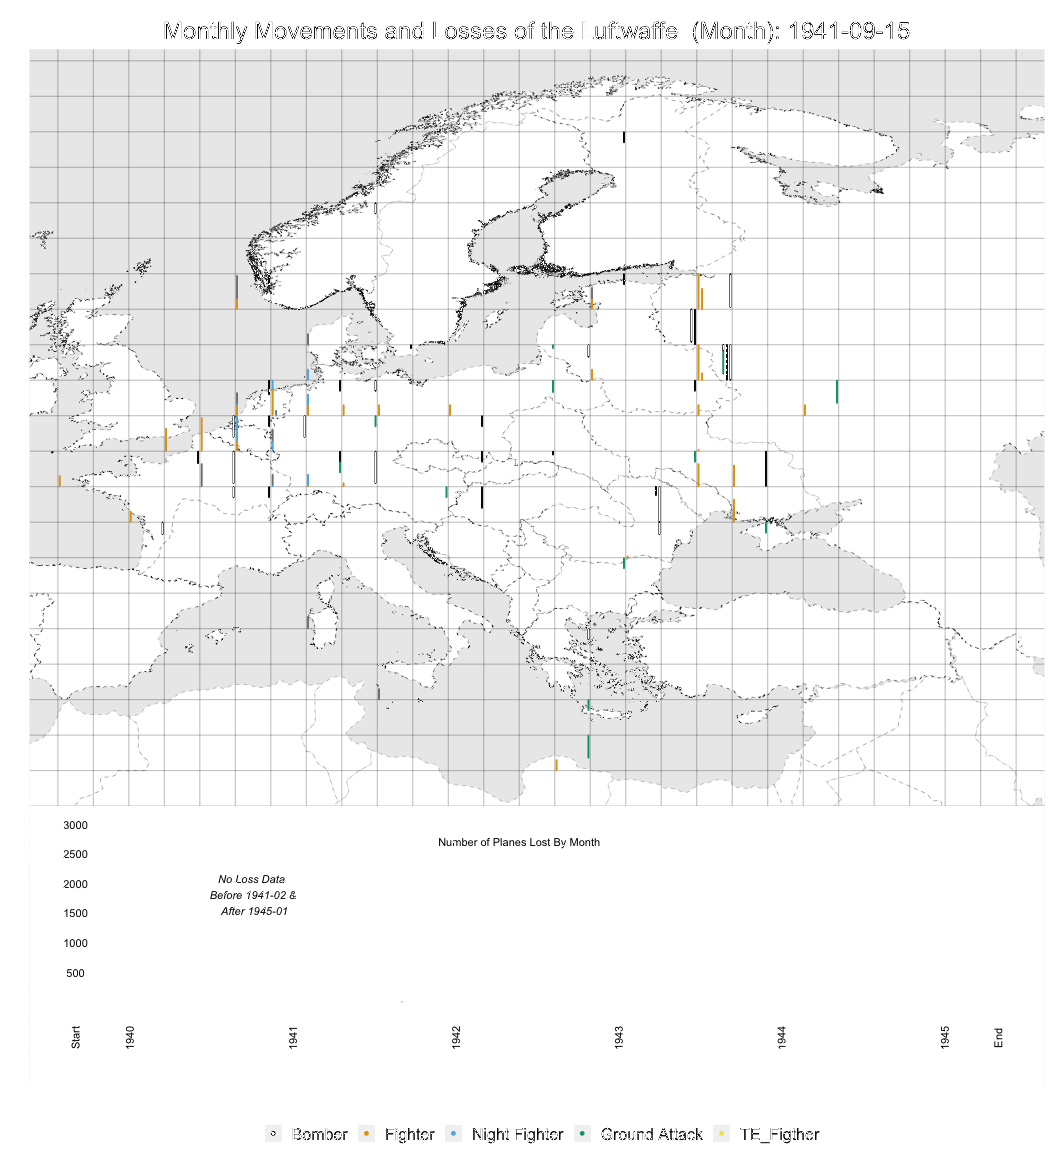 Monthly Movements and Losses of the Luftwaffe (Month): 1941-09-15
3000
Number of Planes Lost By Month
2500
2000
No Loss Data
Before 1941-02 &
After 1945-01
1500
1000
500
Start 1940 1941 1942 1943 1944 1945 End
Bomber Fighter Night Fighter Ground Attack TE_Figther